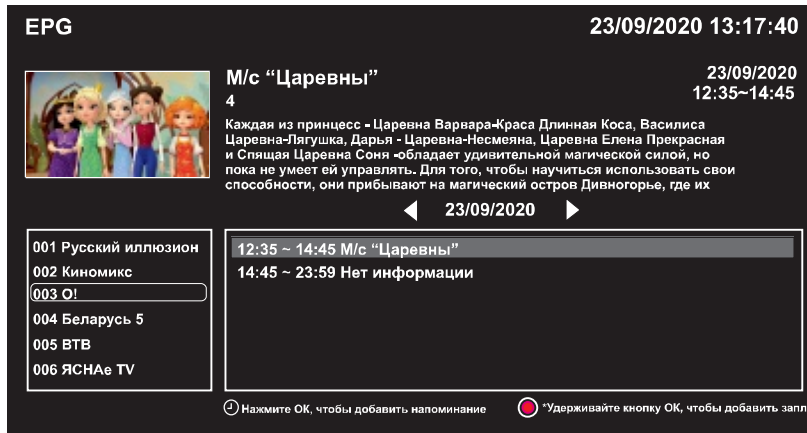 EPG
23/09/2020 13:17:40
М/с “Царевны”
4
23/09/2020
12:35~14:45
Каждая из принцесс - Царевна Варвара-Краса Длинная Коса, Василиса
Царевна-Лягушка, Дарья - Царевна-Несмеяна, Царевна Елена Прекрасная
и Спящая Царевна Соня -обладает удивительной магической силой, но
пока не умеет ей управлять. Для того, чтобы научиться использовать свои
способности, они прибывают на магический остров Дивногорье, где их
23/09/2020
001 Русский иллюзион
002 Киномикс
003 О!
004 Беларусь 5
005 ВТВ
006 ЯСНАе TV
12:35 ~ 14:45 М/с “Царевны”
14:45 ~ 23:59 Нет информации
Нажмите ОК, чтобы добавить напоминание
*Удерживайте кнопку ОК, чтобы добавить запл